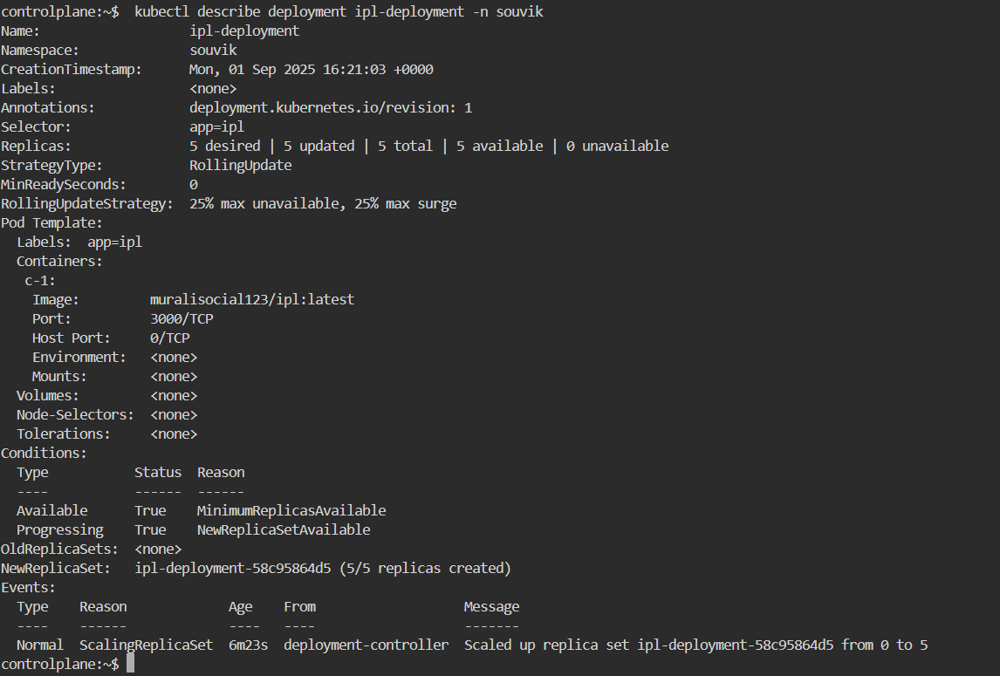 controlplane:~$  kubectl describe deployment ipl-deployment -n souvik
Name:                   ipl-deployment
Namespace:              souvik
CreationTimestamp:      Mon, 01 Sep 2025 16:21:03 +0000
Labels:                 <none>
Annotations:            deployment.kubernetes.io/revision: 1
Selector:               app=ipl
Replicas:               5 desired | 5 updated | 5 total | 5 available | 0 unavailable
StrategyType:           RollingUpdate
MinReadySeconds:        0
RollingUpdateStrategy:  25% max unavailable, 25% max surge
Pod Template:
  Labels:  app=ipl
  Containers:
   c-1:
    Image:         muralisocial123/ipl:latest
    Port:          3000/TCP
    Host Port:     0/TCP
    Environment:   <none>
    Mounts:        <none>
  Volumes:         <none>
  Node-Selectors:  <none>
  Tolerations:     <none>
Conditions:
  Type           Status  Reason
  ----           ------  ------
  Available      True    MinimumReplicasAvailable
  Progressing    True    NewReplicaSetAvailable
OldReplicaSets:  <none>
NewReplicaSet:   ipl-deployment-58c95864d5 (5/5 replicas created)
Events:
  Type    Reason             Age    From                   Message
  ----    ------             ----   ----                   -------
  Normal  ScalingReplicaSet  6m23s  deployment-controller  Scaled up replica set ipl-deployment-58c95864d5 from 0 to 5
controlplane:~$